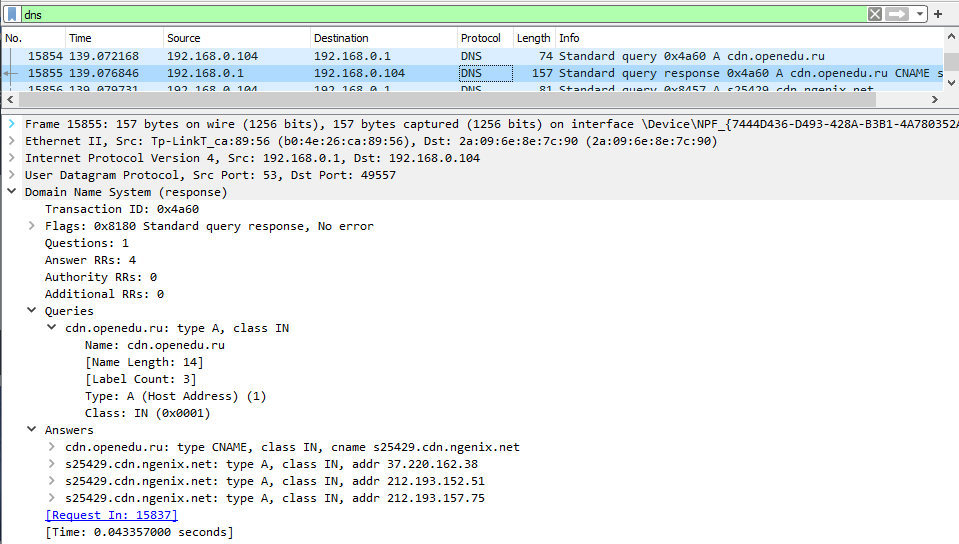 dns
No. Time Source Destination Protocol Length Info
15854 139.072168 192.168.0.104 192.168.0.1 DNS 74 Standard query 0x4a60 A cdn.openedu.ru
15855 139.076846 192.168.0.1 192.168.0.104 DNS 157 Standard query response 0x4a60 A cdn.openedu.ru CNAME s
15856 139.079731 192.168.0.104 192.168.0.1 DNS 81 Standard query 0x8457 A s25429.cdn.ngenix.net
Frame 15855: 157 bytes on wire (1256 bits), 157 bytes captured (1256 bits) on interface \Device\NPF_{7444D436-D493-428A-B3B1-4A780352A
Ethernet II, Src: Tp-LinkT_ca:89:56 (b0:4e:26:ca:89:56), Dst: 2a:09:6e:8e:7c:90 (2a:09:6e:8e:7c:90)
Internet Protocol Version 4, Src: 192.168.0.1, Dst: 192.168.0.104
User Datagram Protocol, Src Port: 53, Dst Port: 49557
Domain Name System (response)
Transaction ID: 0x4a60
Flags: 0x8180 Standard query response, No error
Questions: 1
Answer RRs: 4
Authority RRs: 0
Additional RRs: 0
Queries
cdn.openedu.ru: type A, class IN
Name: cdn.openedu.ru
[Name Length: 14]
[Label Count: 3]
Type: A (Host Address) (1)
Class: IN (0x0001)
Answers
cdn.openedu.ru: type CNAME, class IN, cname s25429.cdn.ngenix.net
s25429.cdn.ngenix.net: type A, class IN, addr 37.220.162.38
s25429.cdn.ngenix.net: type A, class IN, addr 212.193.152.51
s25429.cdn.ngenix.net: type A, class IN, addr 212.193.157.75
[Request In: 15837]
[Time: 0.043357000 seconds]